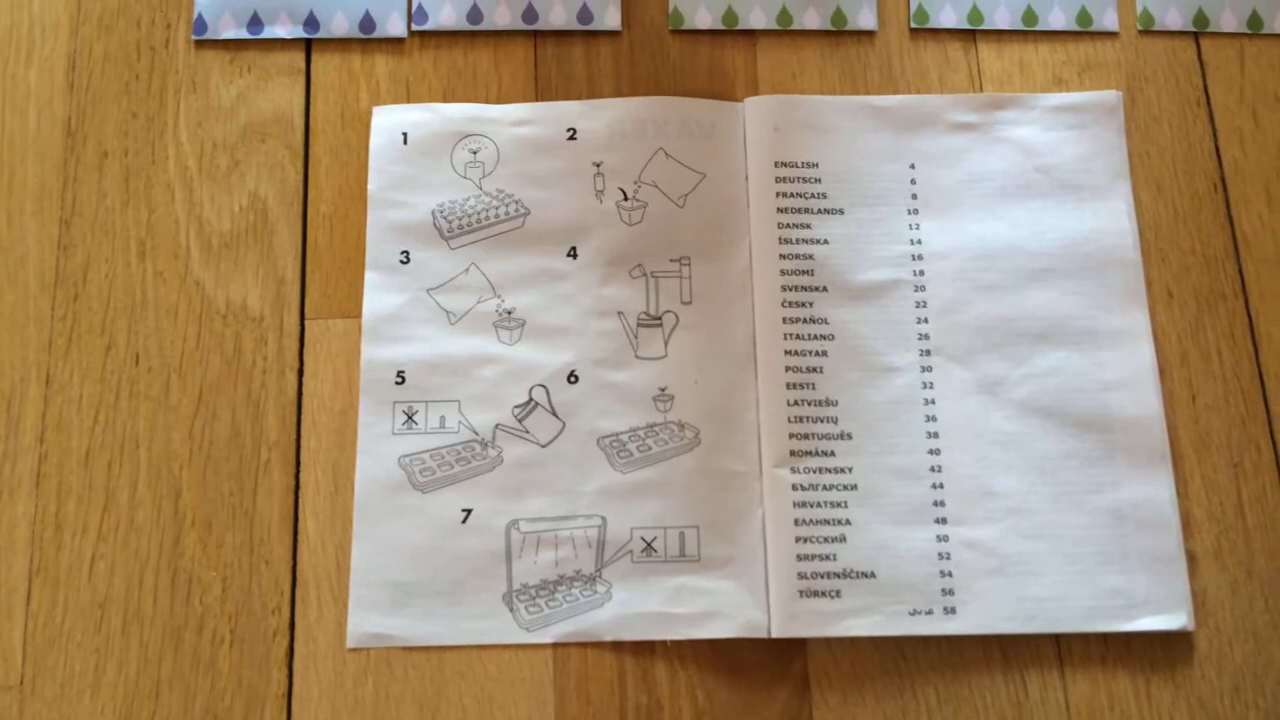 1
2
3
4
5
6
7
ENGLISH 4
DEUTSCH 6
FRANÇAIS 8
NEDERLANDS 10
DANSK 12
ÍSLENSKA 14
NORSK 16
SUOMI 18
SVENSKA 20
ČESKY 22
ESPAÑOL 24
ITALIANO 26
MAGYAR 28
POLSKI 30
EESTI 32
LATVIEŠU 34
LIETUVIŲ 36
PORTUGUÊS 38
ROMÂNA 40
SLOVENSKY 42
БЪЛГАРСКИ 44
HRVATSKI 46
ΕΛΛΗΝΙΚΑ 48
РУССКИЙ 50
SRPSKI 52
SLOVENŠČINA 54
TÜRKÇE 56
عربي 58